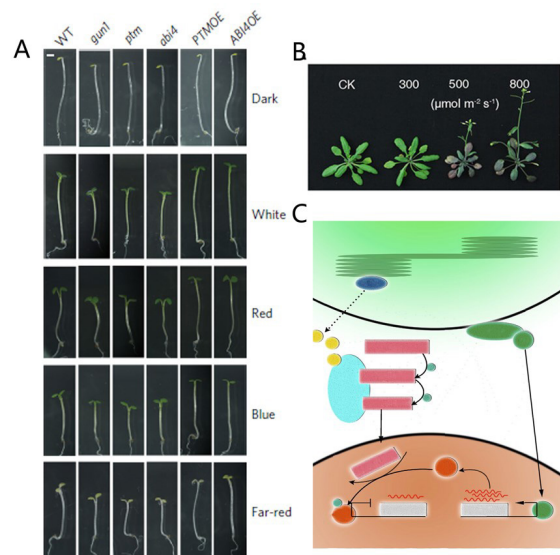 A
WT gun1 ptm abi4 PTMOE ABI4OE
Dark
White
Red
Blue
Far-red
B
CK 300 500 800
(μmol m⁻² s⁻¹)
C